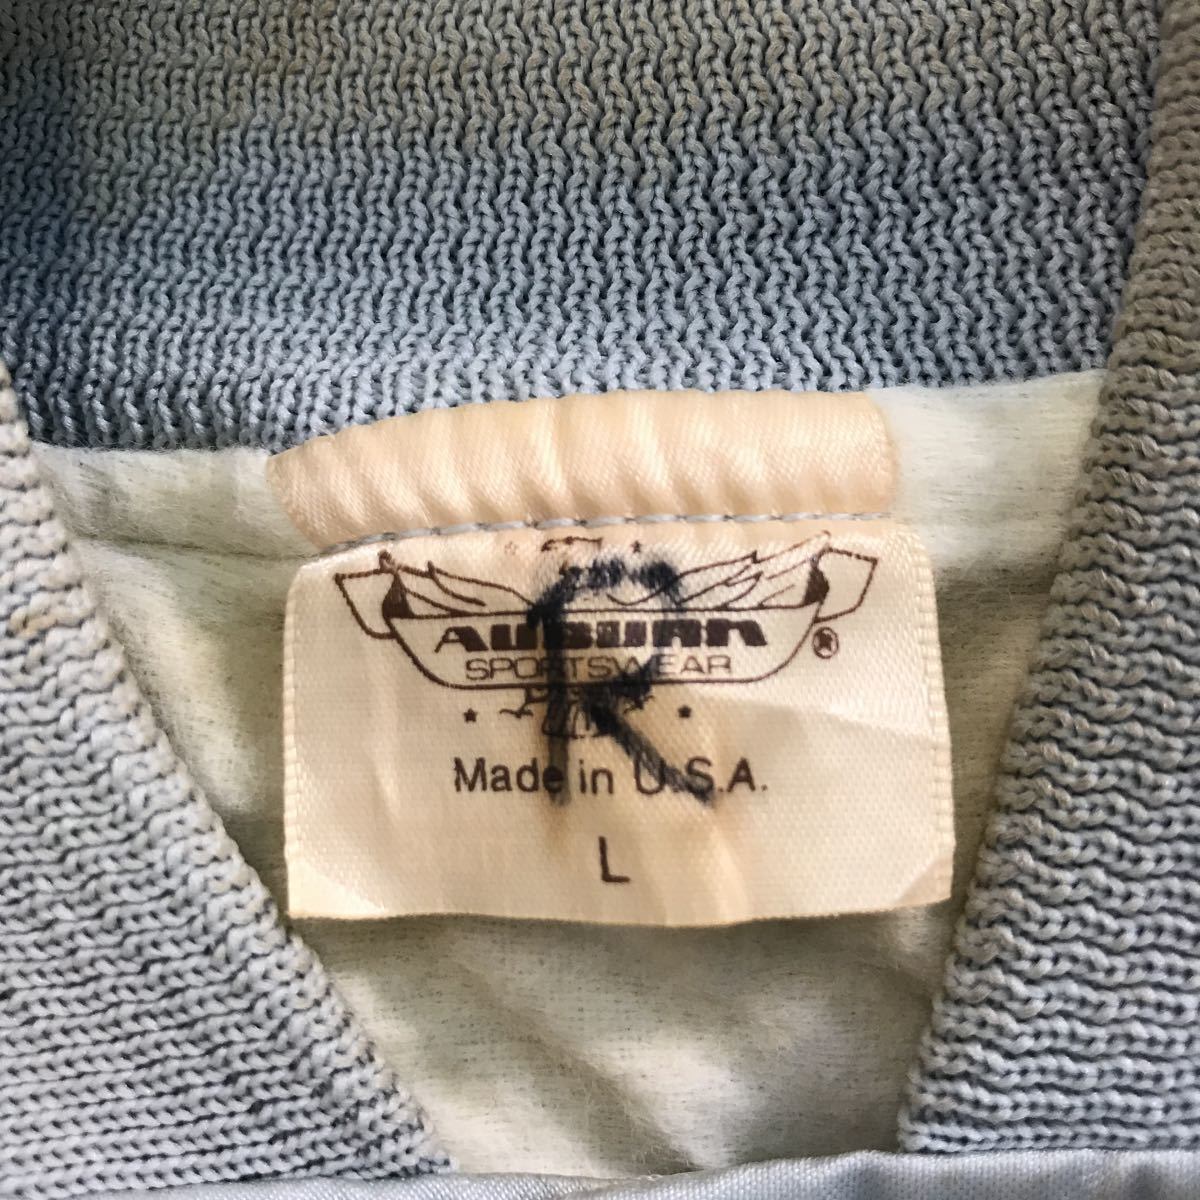 AUBURN ®
SPORTSWEAR
R
Made in U.S.A.
L